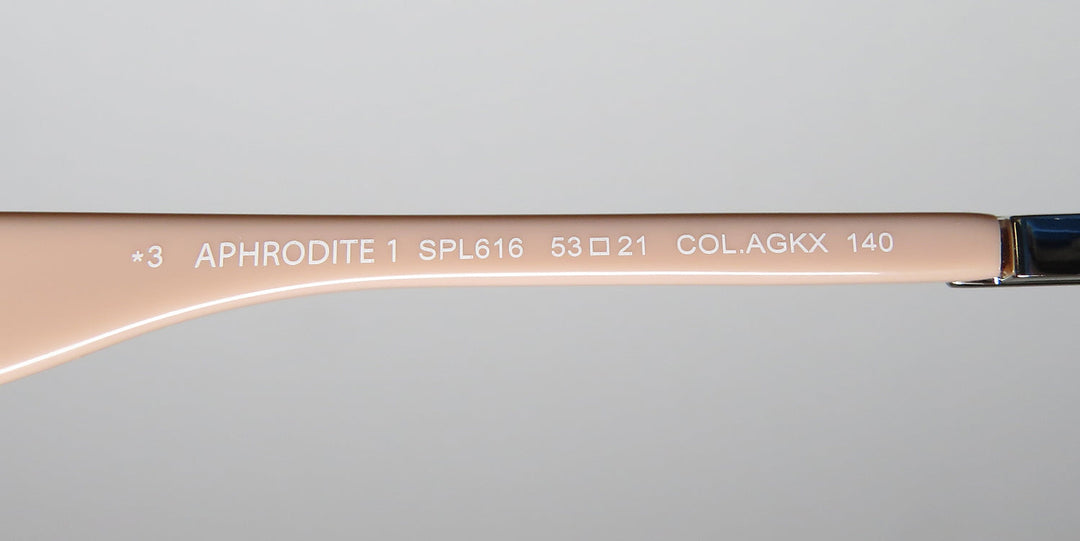 *3 APHRODITE 1 SPL616 53□21 COL.AGKX 140